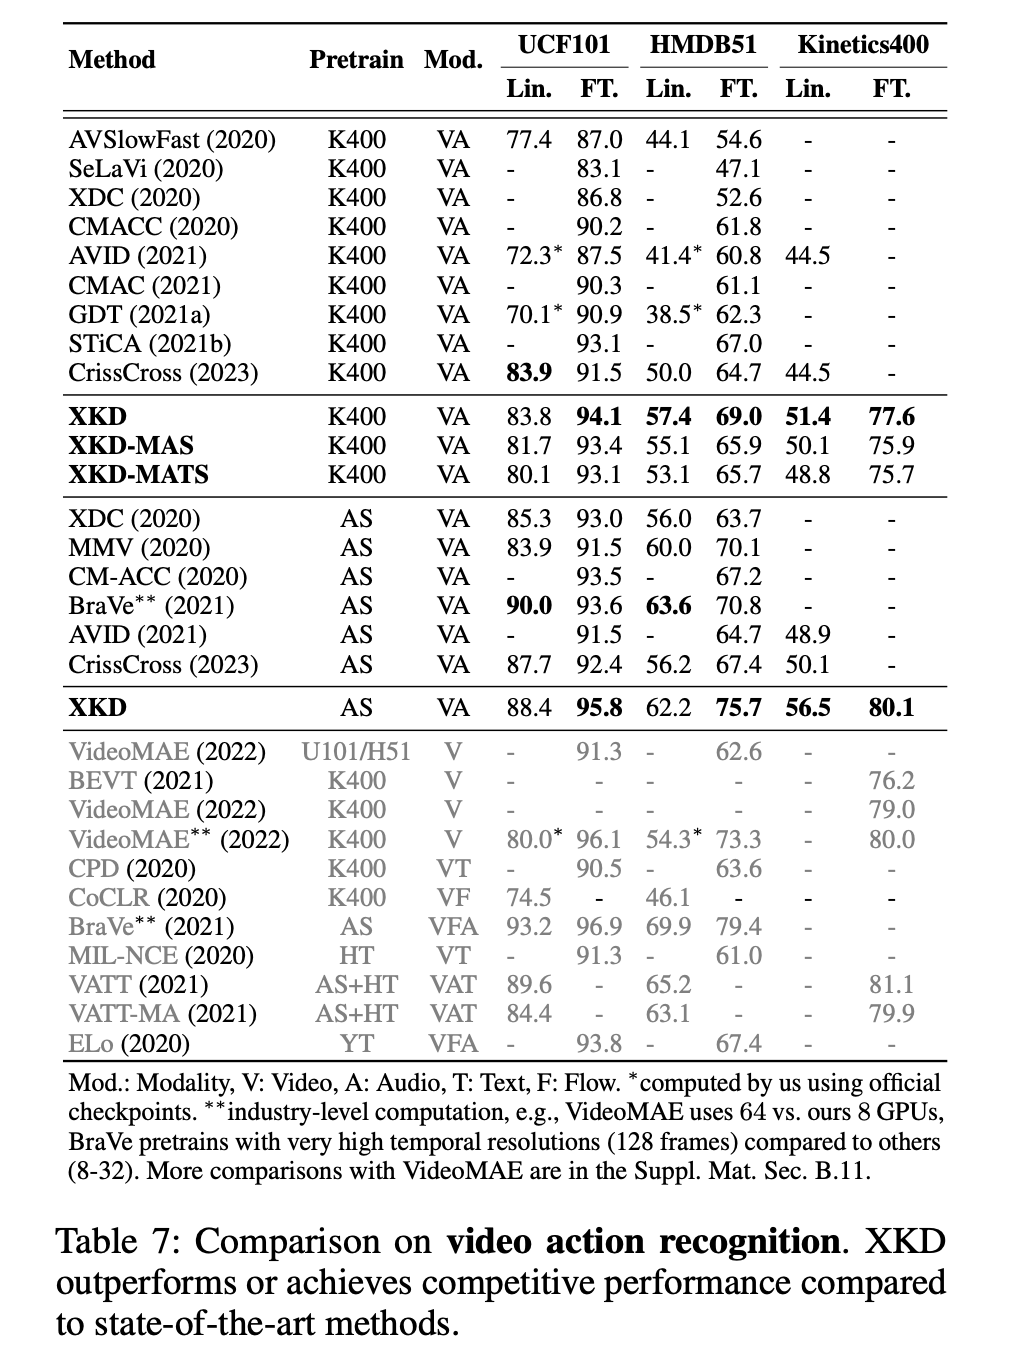 Method Pretrain Mod. UCF101 HMDB51 Kinetics400
Lin. FT. Lin. FT. Lin. FT.
AVSlowFast (2020) K400 VA 77.4 87.0 44.1 54.6 - -
SeLaVi (2020) K400 VA - 83.1 - 47.1 - -
XDC (2020) K400 VA - 86.8 - 52.6 - -
CMACC (2020) K400 VA - 90.2 - 61.8 - -
AVID (2021) K400 VA 72.3* 87.5 41.4* 60.8 44.5 -
CMAC (2021) K400 VA - 90.3 - 61.1 - -
GDT (2021a) K400 VA 70.1* 90.9 38.5* 62.3 - -
STiCA (2021b) K400 VA - 93.1 - 67.0 - -
CrissCross (2023) K400 VA 83.9 91.5 50.0 64.7 44.5 -
XKD K400 VA 83.8 94.1 57.4 69.0 51.4 77.6
XKD-MAS K400 VA 81.7 93.4 55.1 65.9 50.1 75.9
XKD-MATS K400 VA 80.1 93.1 53.1 65.7 48.8 75.7
XDC (2020) AS VA 85.3 93.0 56.0 63.7 - -
MMV (2020) AS VA 83.9 91.5 60.0 70.1 - -
CM-ACC (2020) AS VA - 93.5 - 67.2 - -
BraVe** (2021) AS VA 90.0 93.6 63.6 70.8 - -
AVID (2021) AS VA - 91.5 - 64.7 48.9 -
CrissCross (2023) AS VA 87.7 92.4 56.2 67.4 50.1 -
XKD AS VA 88.4 95.8 62.2 75.7 56.5 80.1
VideoMAE (2022) U101/H51 V - 91.3 - 62.6 - -
BEVT (2021) K400 V - - - - - 76.2
VideoMAE (2022) K400 V - - - - - 79.0
VideoMAE** (2022) K400 V 80.0* 96.1 54.3* 73.3 - 80.0
CPD (2020) K400 VT - 90.5 - 63.6 - -
CoCLR (2020) K400 VF 74.5 - 46.1 - - -
BraVe** (2021) AS VFA 93.2 96.9 69.9 79.4 - -
MIL-NCE (2020) HT VT - 91.3 - 61.0 - -
VATT (2021) AS+HT VAT 89.6 - 65.2 - - 81.1
VATT-MA (2021) AS+HT VAT 84.4 - 63.1 - - 79.9
ELo (2020) YT VFA - 93.8 - 67.4 - -
Mod.: Modality, V: Video, A: Audio, T: Text, F: Flow. *computed by us using official
checkpoints. **industry-level computation, e.g., VideoMAE uses 64 vs. ours 8 GPUs,
BraVe pretrains with very high temporal resolutions (128 frames) compared to others
(8-32). More comparisons with VideoMAE are in the Suppl. Mat. Sec. B.11.
Table 7: Comparison on video action recognition. XKD
outperforms or achieves competitive performance compared
to state-of-the-art methods.